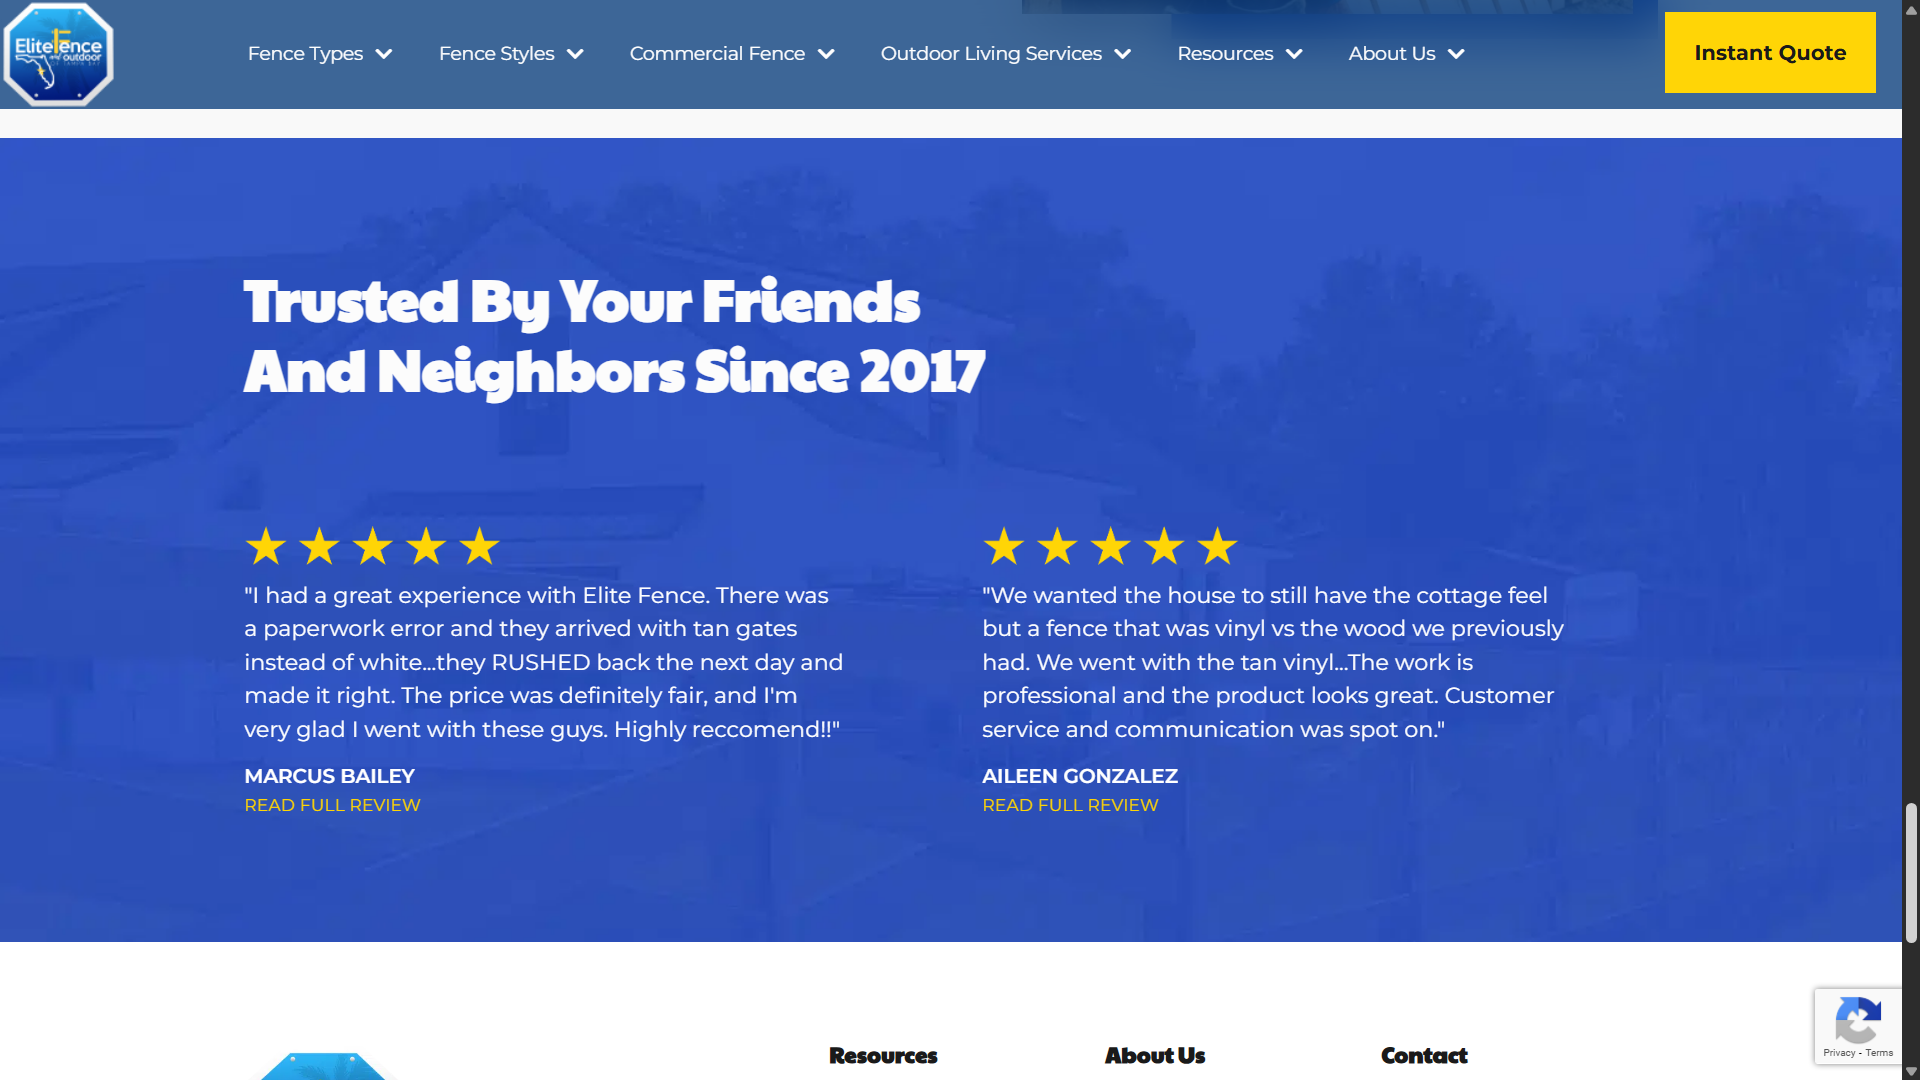 EliteFence
and outdoor
Fence Types
Fence Styles
Commercial Fence
Outdoor Living Services
Resources
About Us
Instant Quote
Trusted By Your Friends
And Neighbors Since 2017
"I had a great experience with Elite Fence. There was
a paperwork error and they arrived with tan gates
instead of white...they RUSHED back the next day and
made it right. The price was definitely fair, and I'm
very glad I went with these guys. Highly reccomend!!"
MARCUS BAILEY
READ FULL REVIEW
"We wanted the house to still have the cottage feel
but a fence that was vinyl vs the wood we previously
had. We went with the tan vinyl...The work is
professional and the product looks great. Customer
service and communication was spot on."
AILEEN GONZALEZ
READ FULL REVIEW
Resources
About Us
Contact
Privacy - Terms